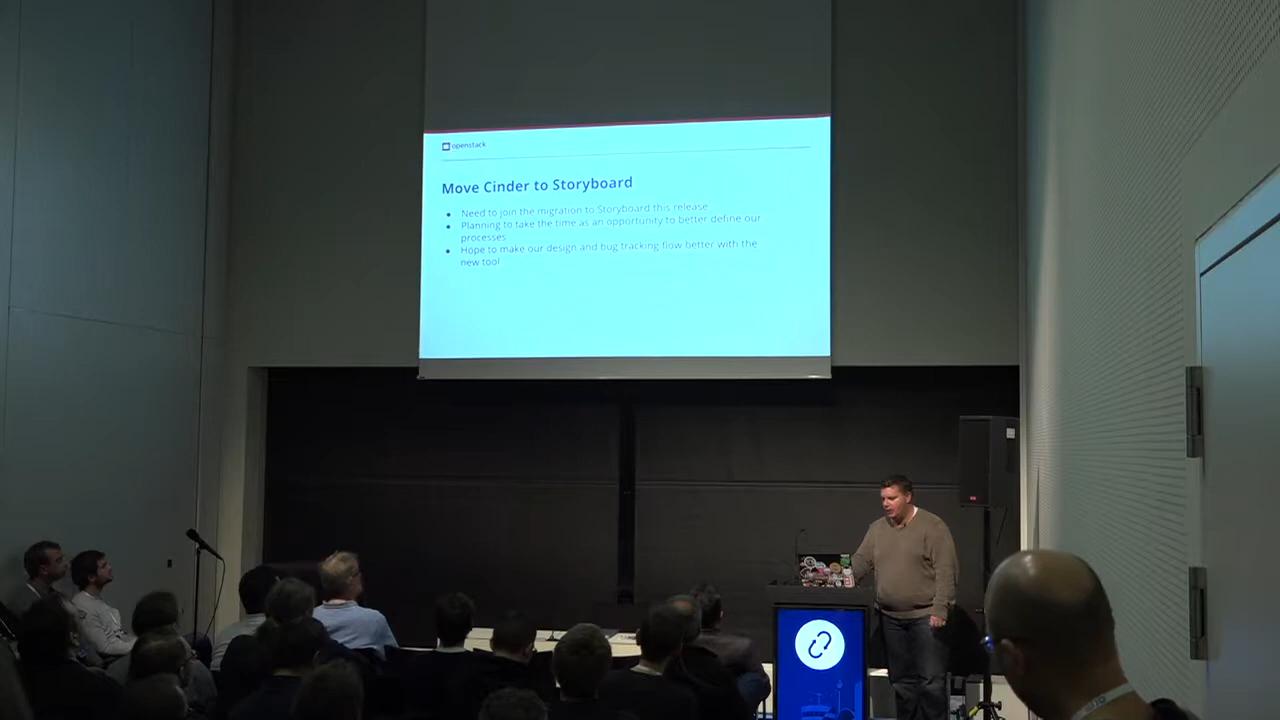 openstack
Move Cinder to Storyboard
Need to join the migration to Storyboard this release
Planning to take the time as an opportunity to better define our
processes
Hope to make our design and bug tracking flow better with the
new tool